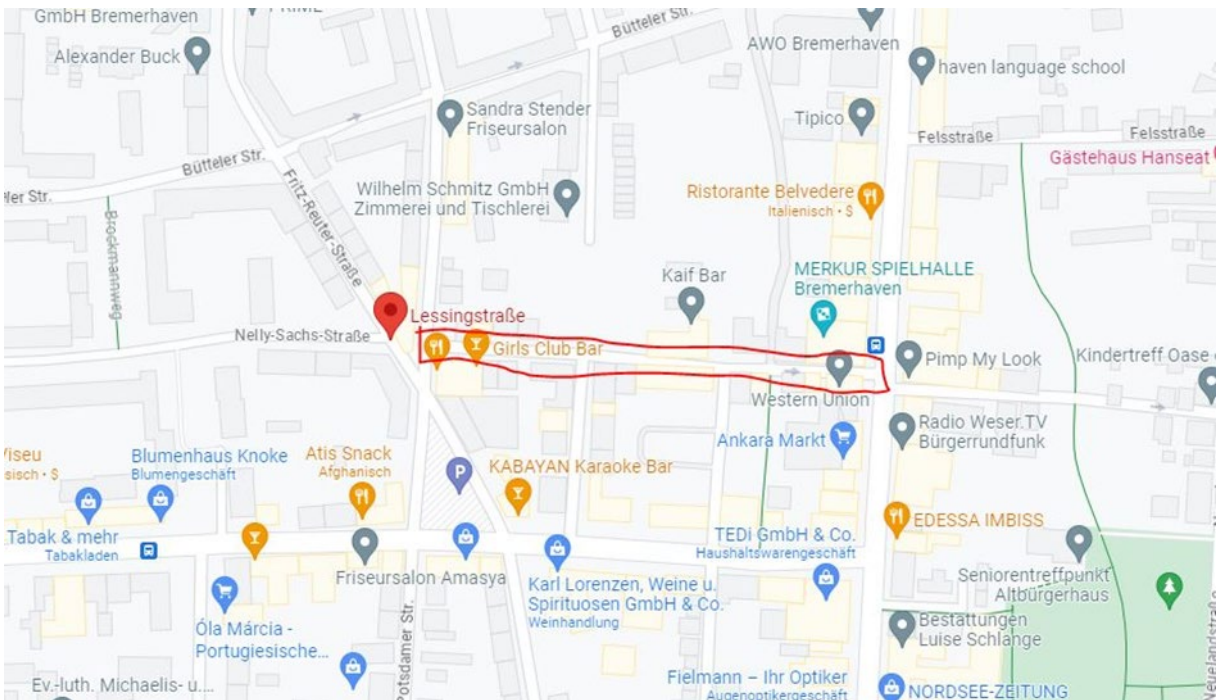 GmbH Bremerhaven
PRIME
Alexander Buck
Bütteler Str.
AWO Bremerhaven
haven language school
Sandra Stender
Friseursalon
Tipico
Felsstraße
Felsstraße
Gästehaus Hanseat
Bütteler Str.
Fritz-Reuter-Straße
Wilhelm Schmitz GmbH
Zimmerei und Tischlerei
Ristorante Belvedere
Italienisch • $
Brockmannweg
Kaif Bar
MERKUR SPIELHALLE
Bremerhaven
Lessingstraße
Nelly-Sachs-Straße
Girls Club Bar
Pimp My Look
Kindertreff Oase
Western Union
Radio Weser.TV
Bürgerrundfunk
Ankara Markt
Blumenhaus Knoke
Blumengeschäft
Atis Snack
Afghanisch
P
KABAYAN Karaoke Bar
Tabak & mehr
Tabakladen
EDESSA IMBISS
TEDi GmbH & Co.
Haushaltswarengeschäft
Friseursalon Amasya
Karl Lorenzen, Weine u.
Spirituosen GmbH & Co.
Weinhandlung
Seniorentreffpunkt
Altbürgerhaus
Óla Márcia -
Portugiesische...
Potsdamer Str.
Bestattungen
Luise Schlange
Neuelandstraße
Ev.-luth. Michaelis- u....
Fielmann – Ihr Optiker
Augenoptikergeschäft
NORDSEE-ZEITUNG